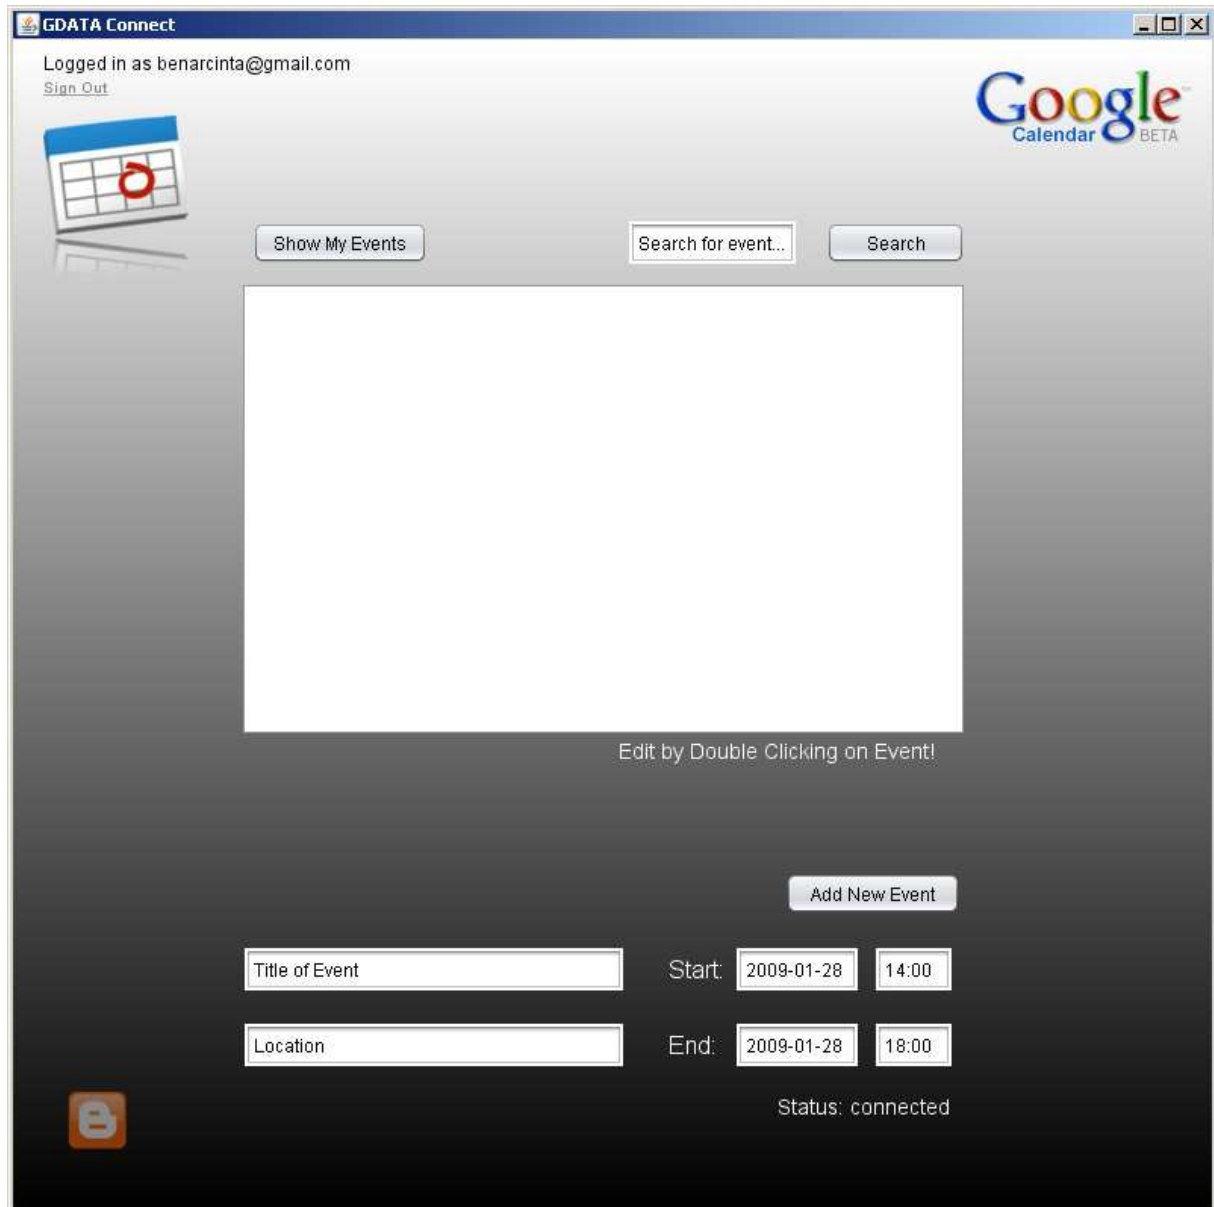 GDATA Connect
Logged in as benarcinta@gmail.com
Sign Out
Google™
Calendar BETA
Show My Events
Search for event...
Search
Edit by Double Clicking on Event!
Add New Event
Title of Event
Start: 2009-01-28 14:00
Location
End: 2009-01-28 18:00
Status: connected